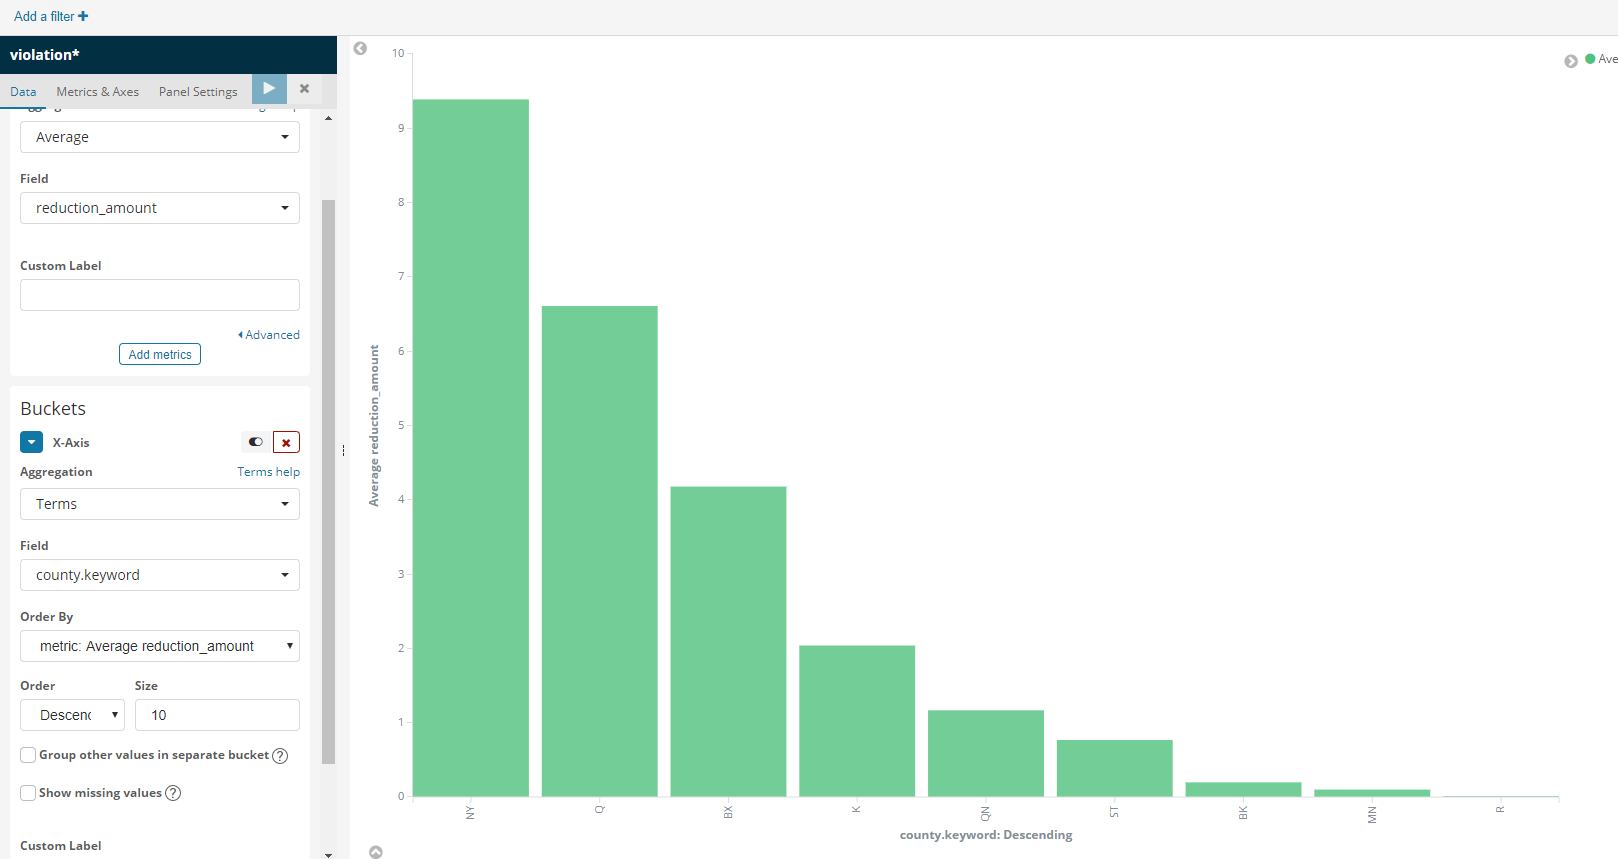 Add a filter
violation*
Data Metrics & Axes Panel Settings
Average
Field
reduction_amount
Custom Label
Advanced
Add metrics
Buckets
X-Axis
Aggregation Terms help
Terms
Field
county.keyword
Order By
metric: Average reduction_amount
Order Size
Descenc 10
Group other values in separate bucket ?
Show missing values ?
Custom Label
Average reduction_amount
10
9
8
7
6
5
4
3
2
1
0
NY Q BX K QN ST BK MN R
county.keyword: Descending
Ave